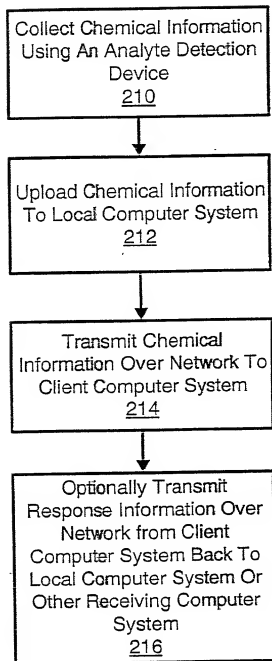 Collect Chemical Information
Using An Analyte Detection
Device
210
Upload Chemical Information
To Local Computer System
212
Transmit Chemical
Information Over Network To
Client Computer System
214
Optionally Transmit
Response Information Over
Network from Client
Computer System Back To
Local Computer System Or
Other Receiving Computer
System
216